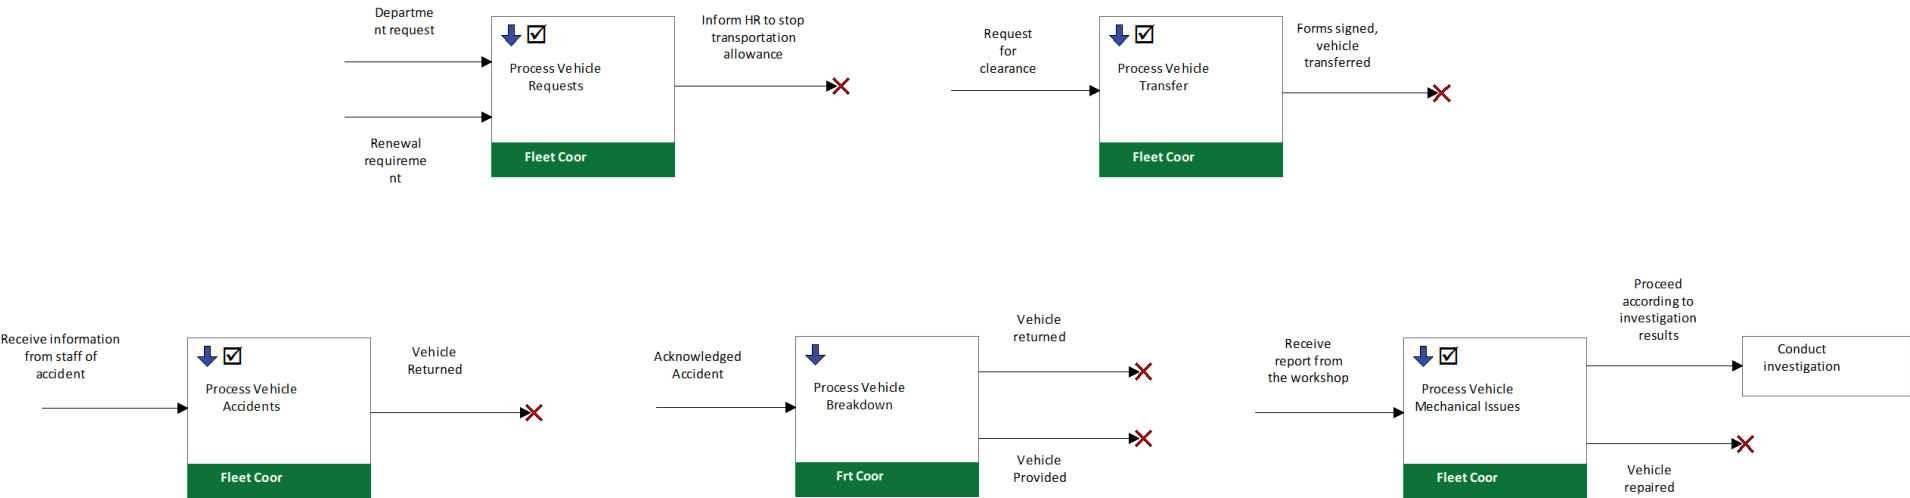 Departme
nt request
Renewal
requireme
nt
Process Vehicle
Requests
Fleet Coor
Inform HR to stop
transportation
allowance
Request
for
clearance
Process Vehicle
Transfer
Fleet Coor
Forms signed,
vehicle
transferred
Receive information
from staff of
accident
Process Vehicle
Accidents
Fleet Coor
Vehicle
Returned
Acknowledged
Accident
Process Vehicle
Breakdown
Frt Coor
Vehicle
returned
Vehicle
Provided
Receive
report from
the workshop
Process Vehicle
Mechanical Issues
Fleet Coor
Proceed
according to
investigation
results
Conduct
investigation
Vehicle
repaired